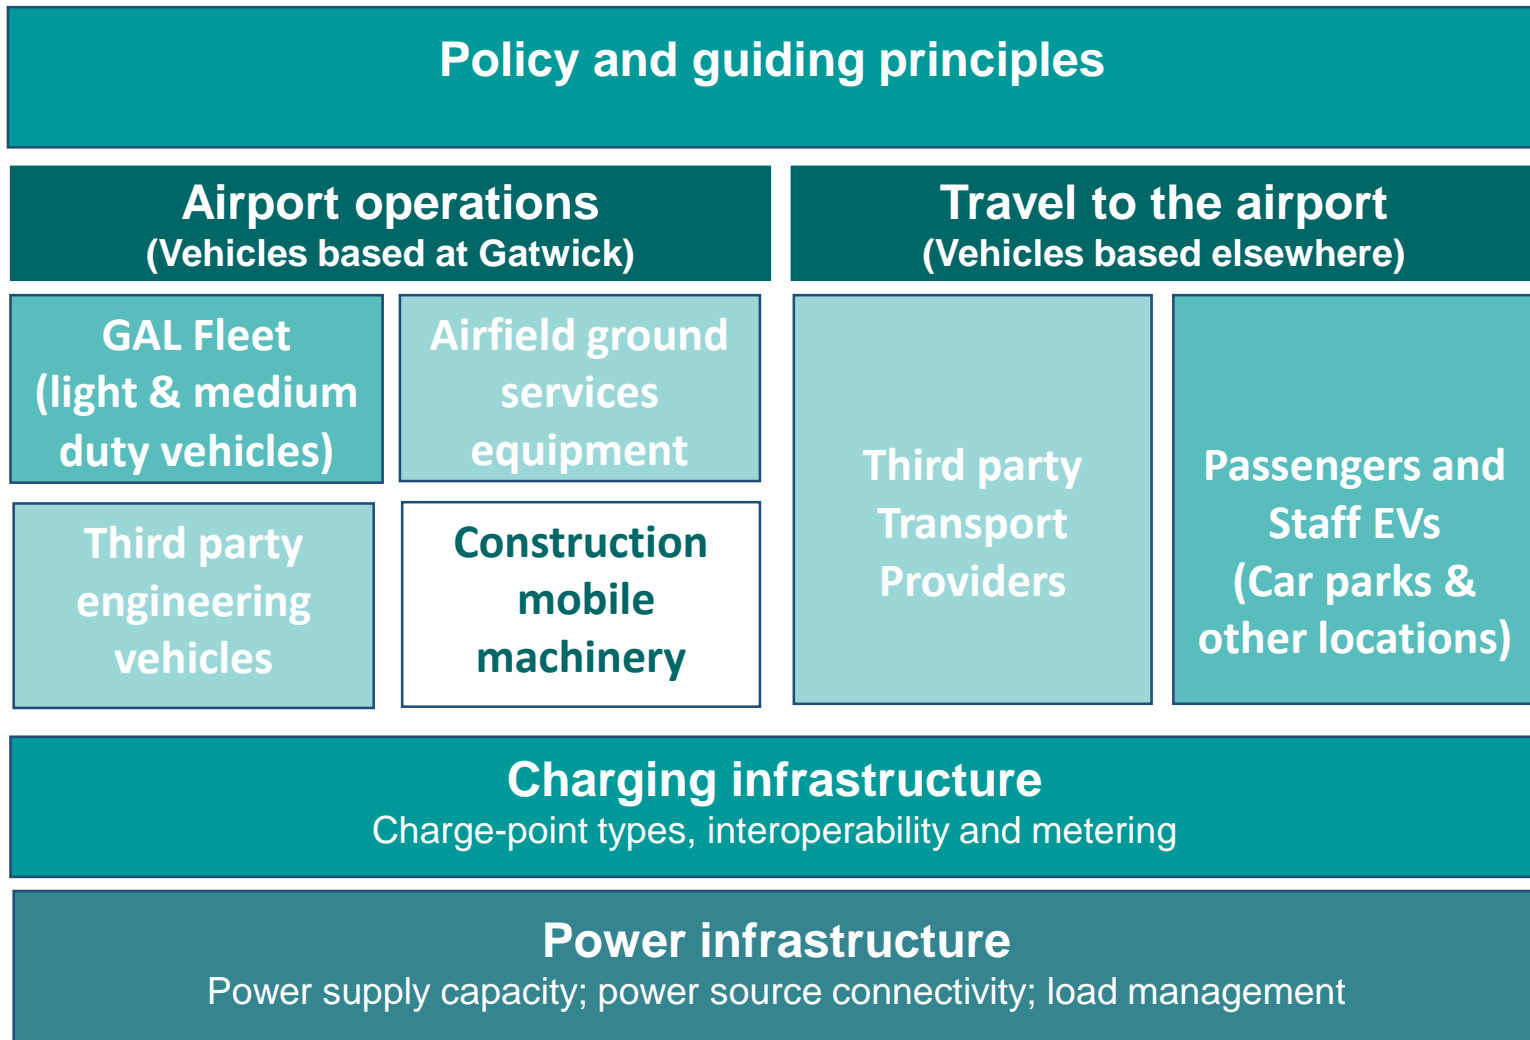 Policy and guiding principles
Airport operations
(Vehicles based at Gatwick)
Travel to the airport
(Vehicles based elsewhere)
GAL Fleet
(light & medium
duty vehicles)
Airfield ground
services
equipment
Third party
engineering
vehicles
Construction
mobile
machinery
Third party
Transport
Providers
Passengers and
Staff EVs
(Car parks &
other locations)
Charging infrastructure
Charge-point types, interoperability and metering
Power infrastructure
Power supply capacity; power source connectivity; load management